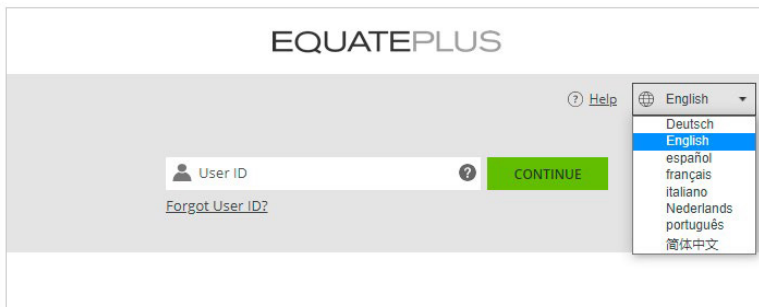 EQUATEPLUS
Help
English
Deutsch
English
español
français
italiano
Nederlands
português
简体中文
User ID
CONTINUE
Forgot User ID?